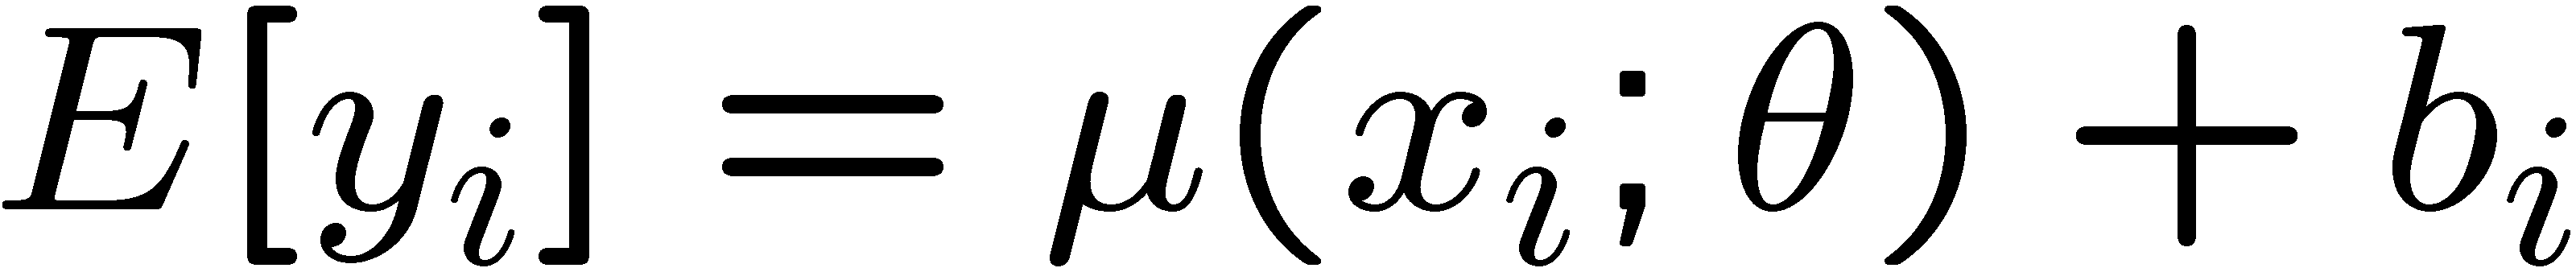 E[y_i] = μ(x_i; θ) + b_i